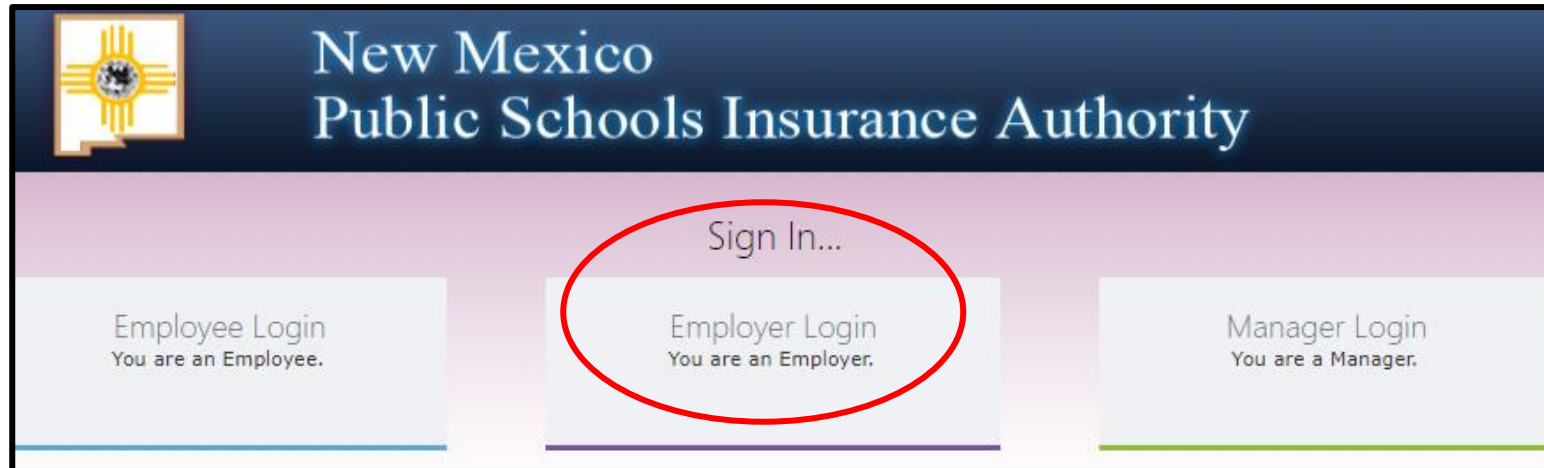 New Mexico
Public Schools Insurance Authority
Sign In...
Employee Login
You are an Employee.
Employer Login
You are an Employer.
Manager Login
You are a Manager.